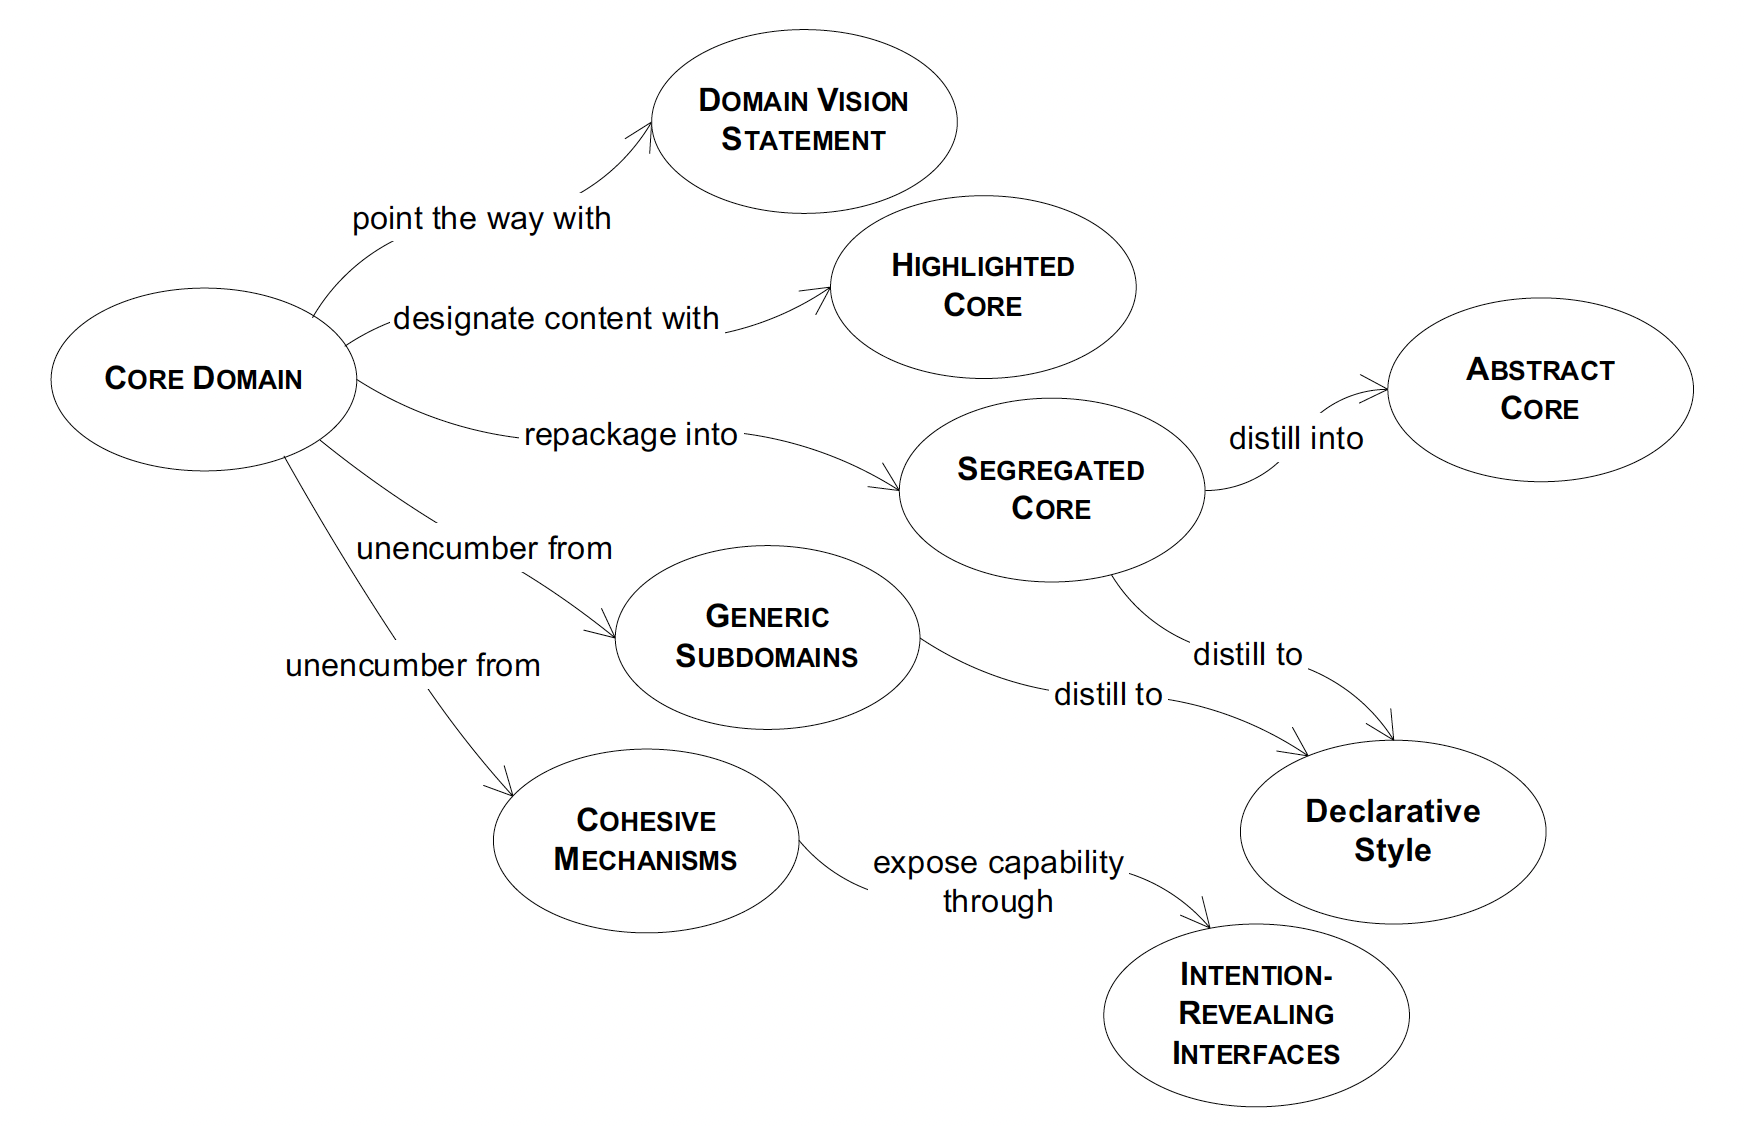 DOMAIN VISION
STATEMENT
point the way with
HIGHLIGHTED
CORE
designate content with
CORE DOMAIN
ABSTRACT
CORE
repackage into
distill into
SEGREGATED
CORE
unencumber from
GENERIC
SUBDOMAINS
distill to
unencumber from
distill to
COHESIVE
MECHANISMS
Declarative
Style
expose capability
through
INTENTION-
REVEALING
INTERFACES